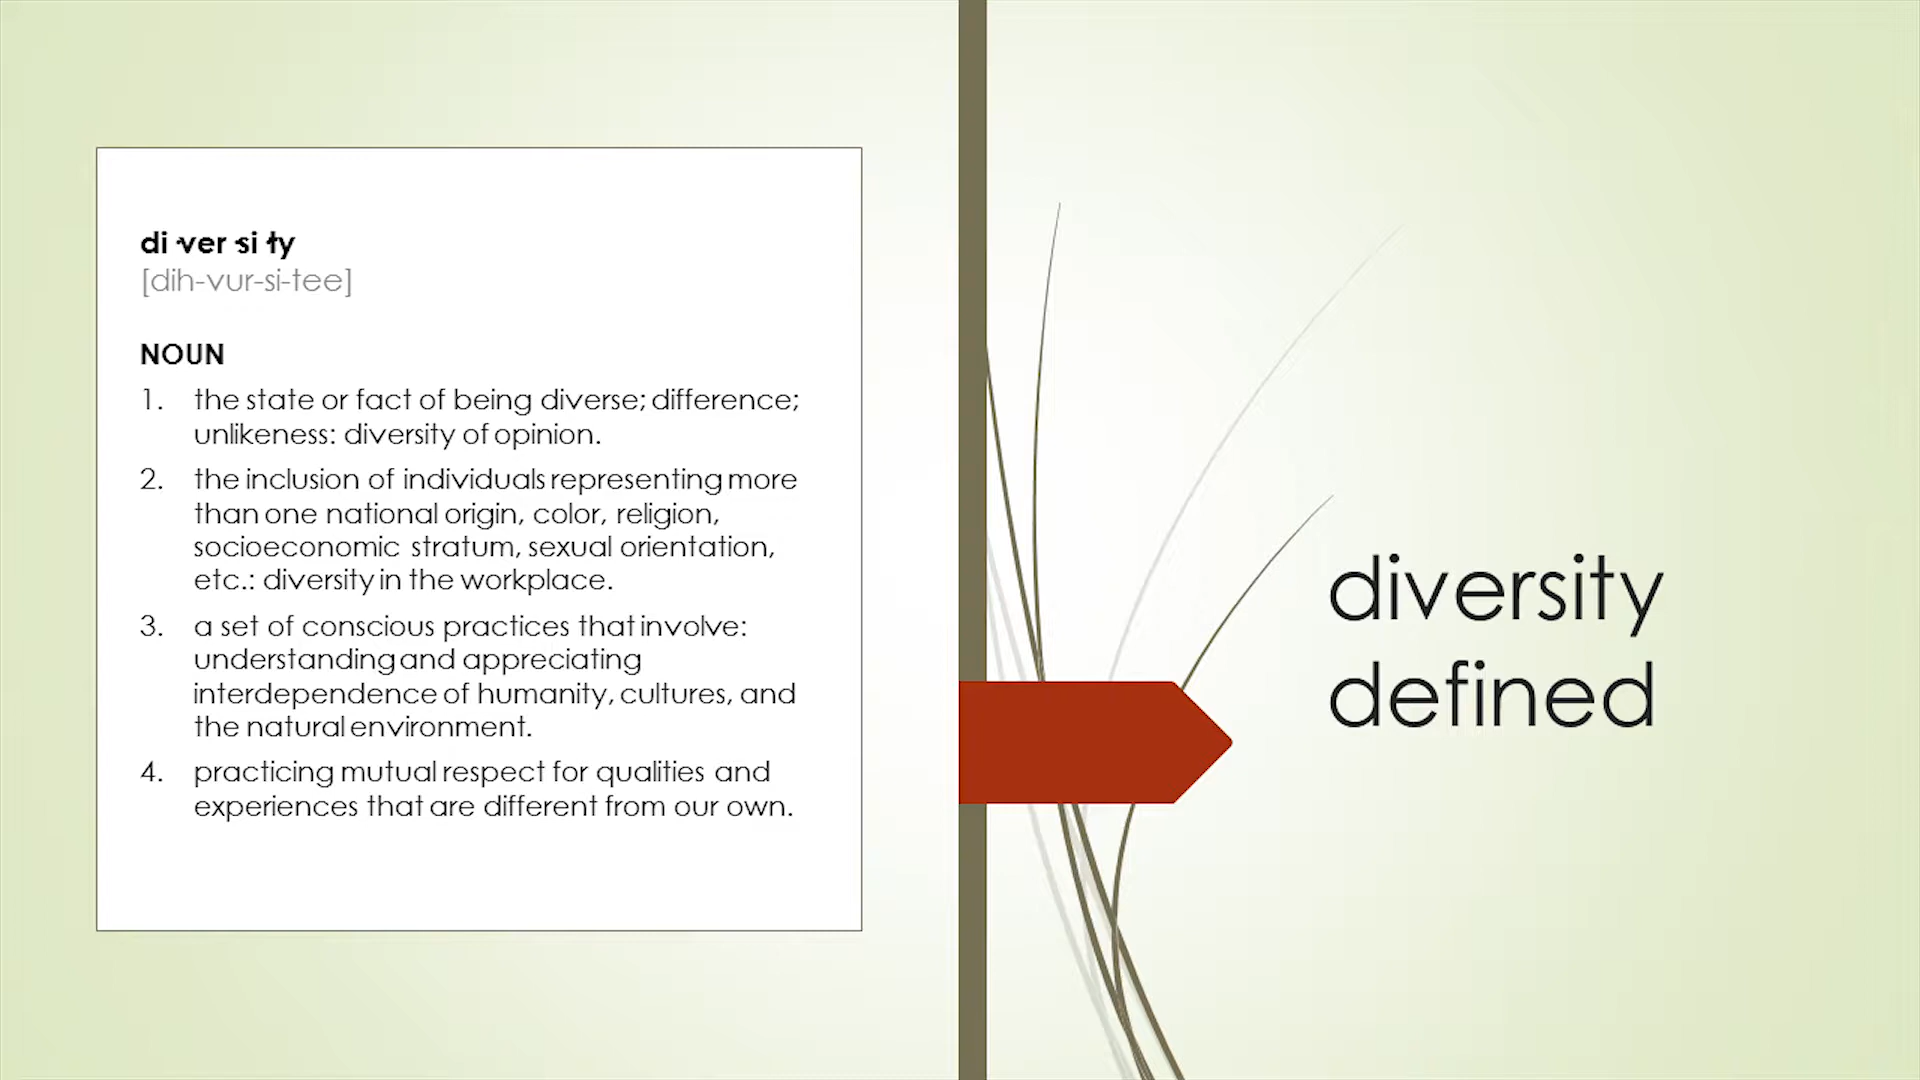 di·ver·si·ty
[dih-vur-si-tee]
NOUN
1. the state or fact of being diverse; difference;
unlikeness: diversity of opinion.
2. the inclusion of individuals representing more
than one national origin, color, religion,
socioeconomic stratum, sexual orientation,
etc.: diversity in the workplace.
3. a set of conscious practices that involve:
understanding and appreciating
interdependence of humanity, cultures, and
the natural environment.
4. practicing mutual respect for qualities and
experiences that are different from our own.
diversity
defined